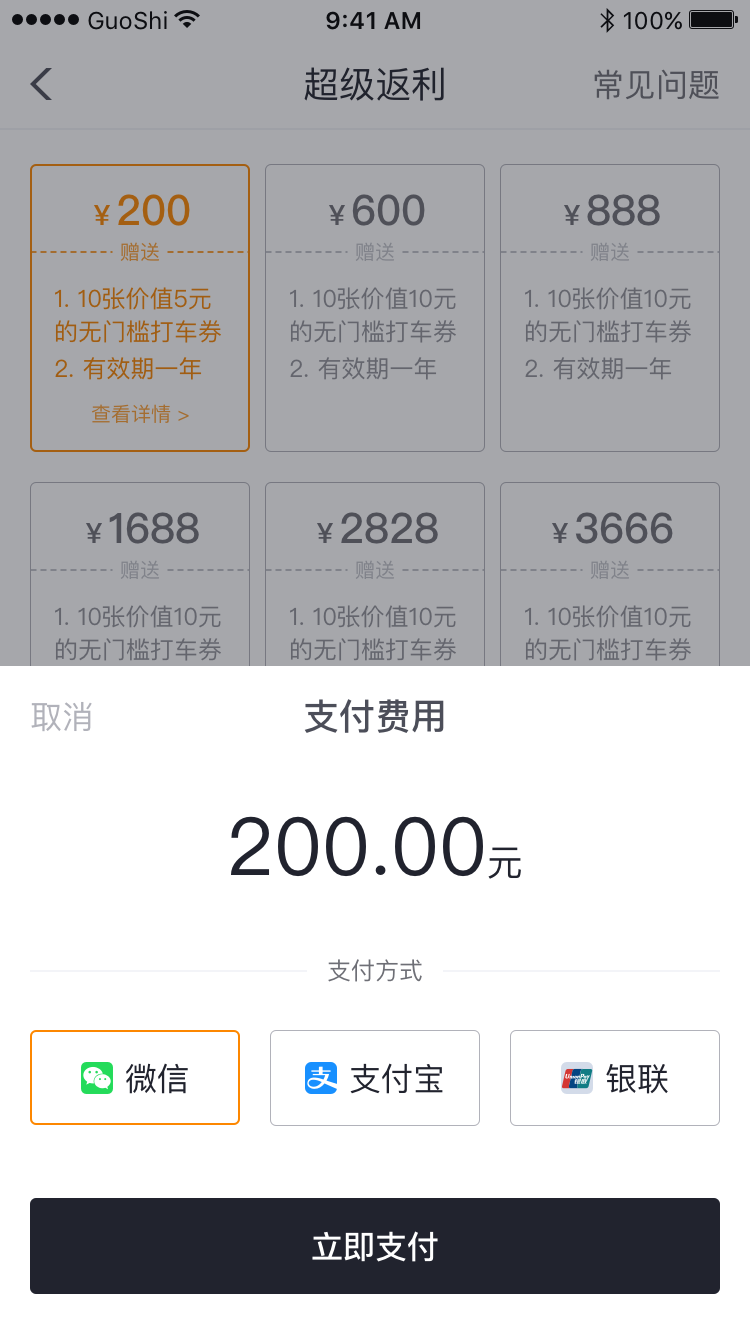 GuoShi 9:41 AM 100%
超级返利 常见问题
¥200 ¥600 ¥888
赠送 赠送 赠送
1. 10张价值5元 1. 10张价值10元 1. 10张价值10元
的无门槛打车券 的无门槛打车券 的无门槛打车券
2. 有效期一年 2. 有效期一年 2. 有效期一年
查看详情 >
¥1688 ¥2828 ¥3666
赠送 赠送 赠送
1. 10张价值10元 1. 10张价值10元 1. 10张价值10元
的无门槛打车券 的无门槛打车券 的无门槛打车券
取消 支付费用
200.00元
支付方式
微信 支 支付宝 UnionPay 银联 银联
立即支付